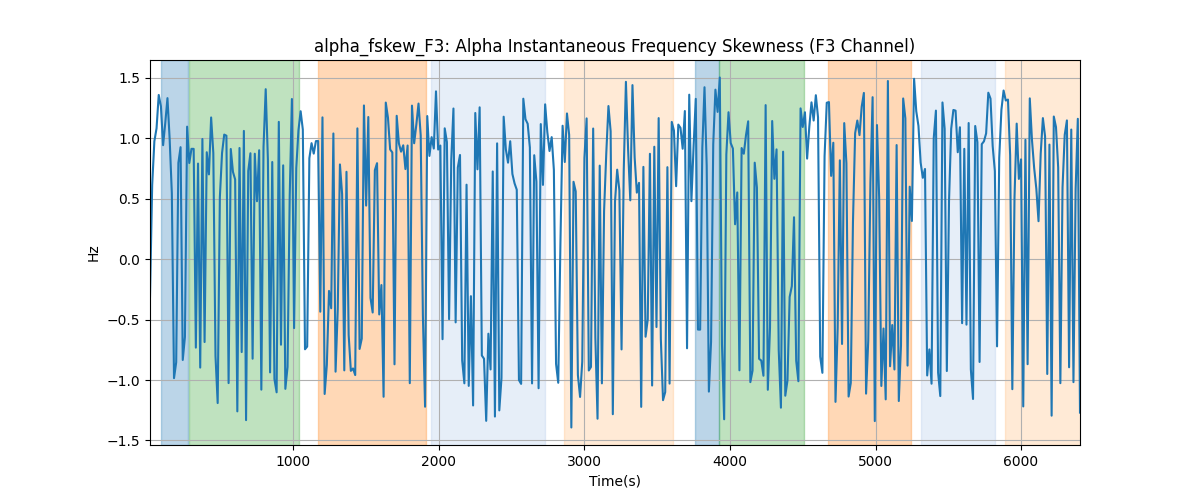 alpha_fskew_F3: Alpha Instantaneous Frequency Skewness (F3 Channel)
1.5
1.0
0.5
0.0
−0.5
−1.0
−1.5
Hz
1000 2000 3000 4000 5000 6000
Time(s)